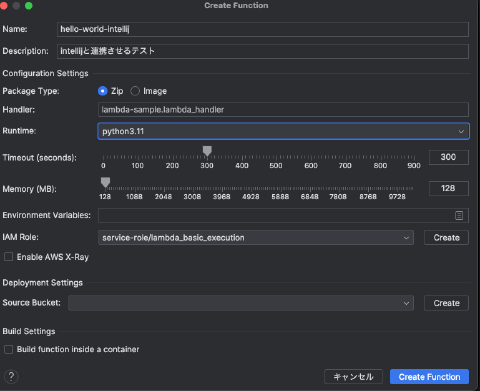 Create Function
Name: hello-world-intellij
Description: intellijと連携させるテスト
Configuration Settings
Package Type: Zip Image
Handler: lambda-sample.lambda_handler
Runtime: python3.11
Timeout (seconds): 300
0 100 200 300 400 500 600 700 800 900
Memory (MB): 128
128 1088 2048 3008 3968 4928 5888 6848 7808 8768 9728
Environment Variables:
IAM Role: service-role/lambda_basic_execution Create
Enable AWS X-Ray
Deployment Settings
Source Bucket: Create
Build Settings
Build function inside a container
? キャンセル Create Function